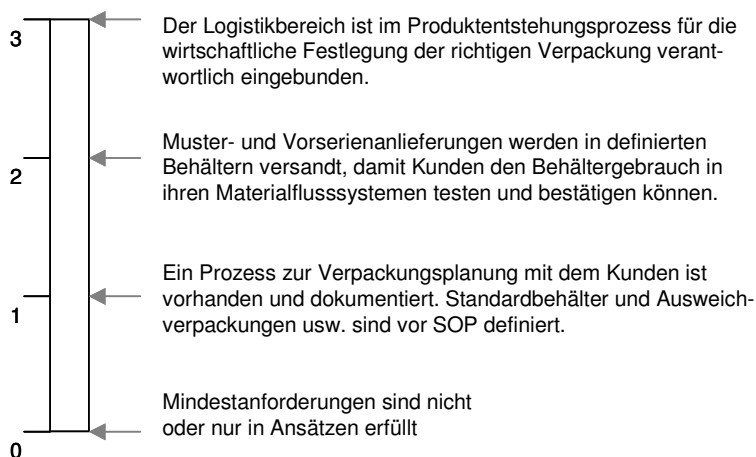 3
Der Logistikbereich ist im Produktentstehungsprozess für die
wirtschaftliche Festlegung der richtigen Verpackung verant-
wortlich eingebunden.
2
Muster- und Vorserienanlieferungen werden in definierten
Behältern versandt, damit Kunden den Behältergebrauch in
ihren Materialflusssystemen testen und bestätigen können.
1
Ein Prozess zur Verpackungsplanung mit dem Kunden ist
vorhanden und dokumentiert. Standardbehälter und Ausweich-
verpackungen usw. sind vor SOP definiert.
0
Mindestanforderungen sind nicht
oder nur in Ansätzen erfüllt